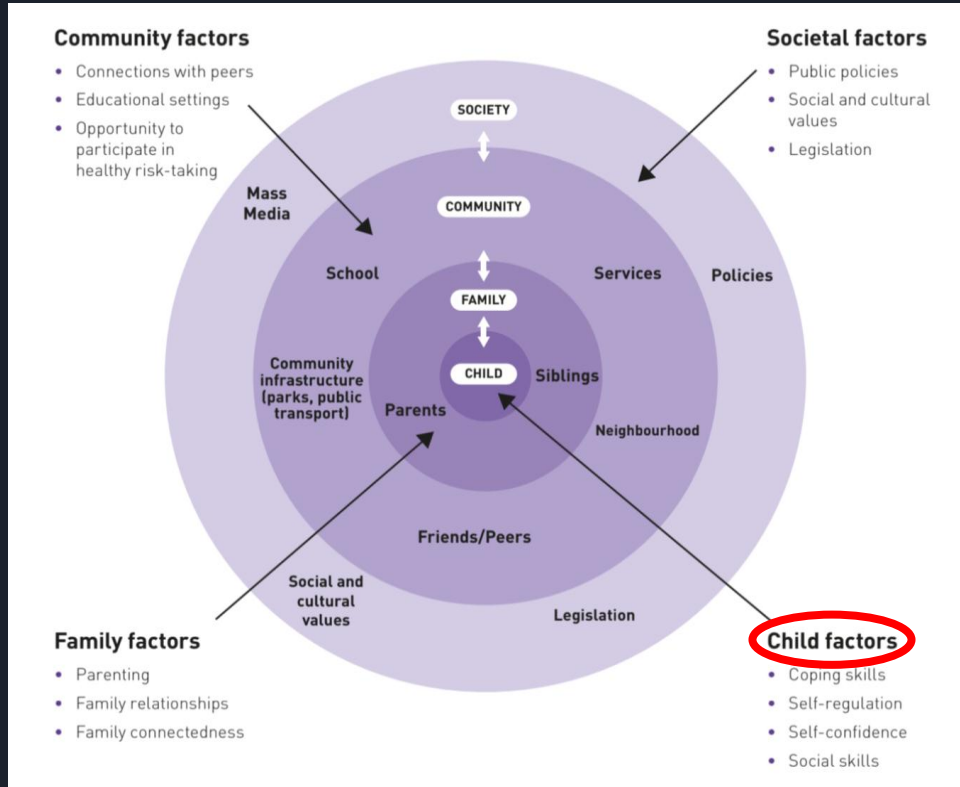 Community factors
• Connections with peers
• Educational settings
• Opportunity to
participate in
healthy risk-taking
Societal factors
• Public policies
• Social and cultural
values
• Legislation
SOCIETY
Mass
Media
COMMUNITY
School
Services
Policies
FAMILY
CHILD
Siblings
Community
infrastructure
(parks, public
transport)
Parents
Neighbourhood
Friends/Peers
Social and
cultural
values
Legislation
Family factors
• Parenting
• Family relationships
• Family connectedness
Child factors
• Coping skills
• Self-regulation
• Self-confidence
• Social skills